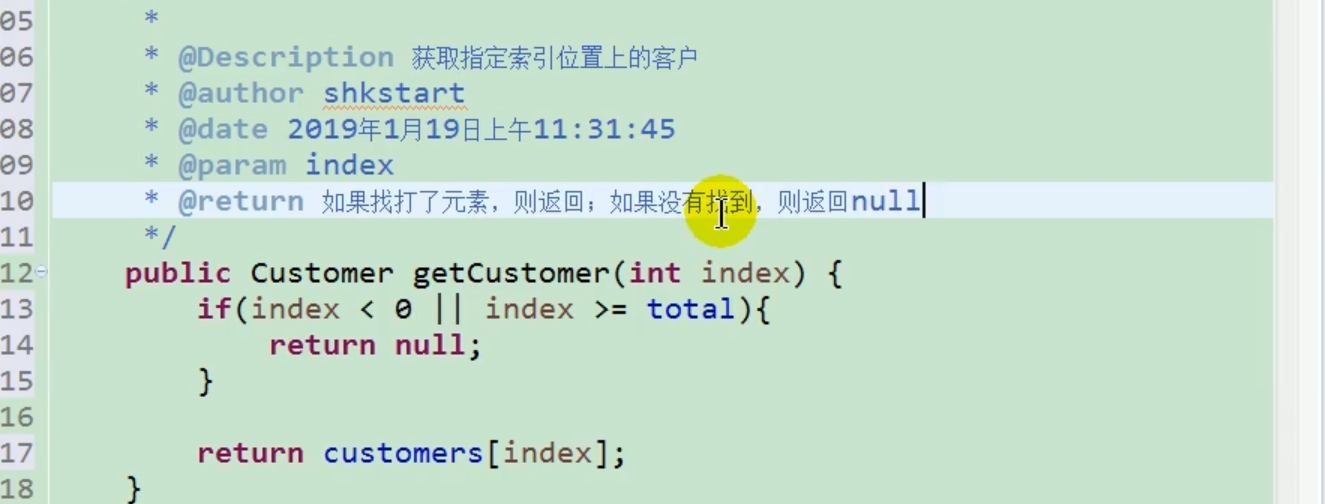 05 *
06 * @Description 获取指定索引位置上的客户
07 * @author shkstart
08 * @date 2019年1月19日上午11:31:45
09 * @param index
10 * @return 如果找打了元素，则返回；如果没有找到，则返回null
11 */
12 public Customer getCustomer(int index) {
13 if(index < 0 || index >= total){
14 return null;
15 }
16
17 return customers[index];
18 }